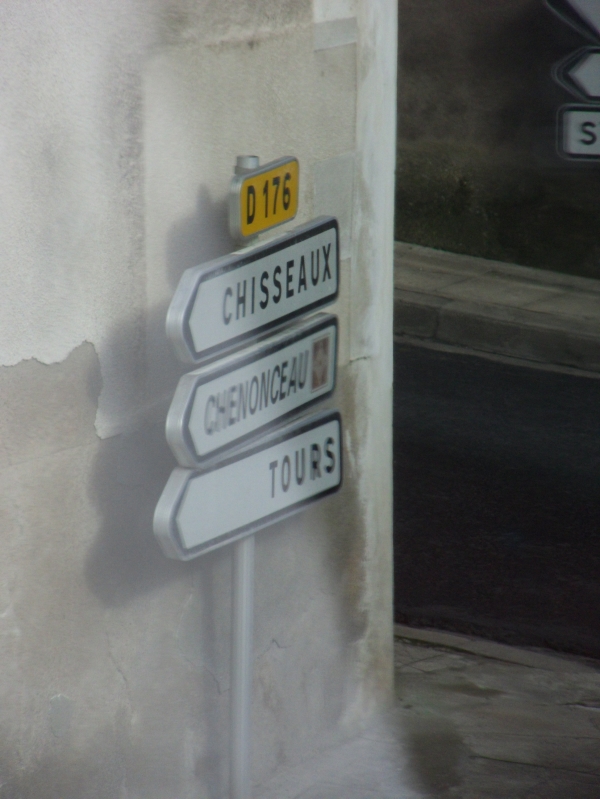 D 176
CHISSEAUX
CHENONCEAU
TOURS
S